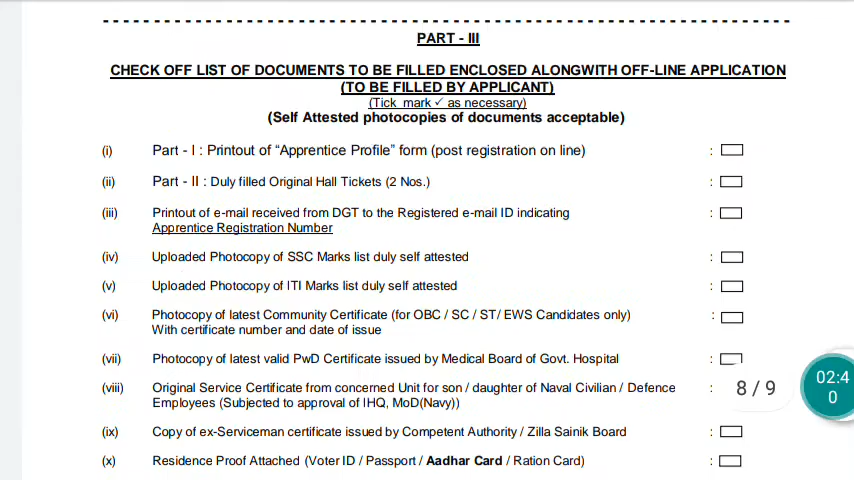 PART - III
CHECK OFF LIST OF DOCUMENTS TO BE FILLED ENCLOSED ALONGWITH OFF-LINE APPLICATION
(TO BE FILLED BY APPLICANT)
(Tick mark ✓ as necessary)
(Self Attested photocopies of documents acceptable)
(i) Part - I : Printout of “Apprentice Profile” form (post registration on line) :
(ii) Part - II : Duly filled Original Hall Tickets (2 Nos.) :
(iii) Printout of e-mail received from DGT to the Registered e-mail ID indicating :
Apprentice Registration Number
(iv) Uploaded Photocopy of SSC Marks list duly self attested :
(v) Uploaded Photocopy of ITI Marks list duly self attested :
(vi) Photocopy of latest Community Certificate (for OBC / SC / ST/ EWS Candidates only) :
With certificate number and date of issue
(vii) Photocopy of latest valid PwD Certificate issued by Medical Board of Govt. Hospital :
(viii) Original Service Certificate from concerned Unit for son / daughter of Naval Civilian / Defence :
Employees (Subjected to approval of IHQ, MoD(Navy))
8 / 9
02:4
0
(ix) Copy of ex-Serviceman certificate issued by Competent Authority / Zilla Sainik Board :
(x) Residence Proof Attached (Voter ID / Passport / Aadhar Card / Ration Card) :